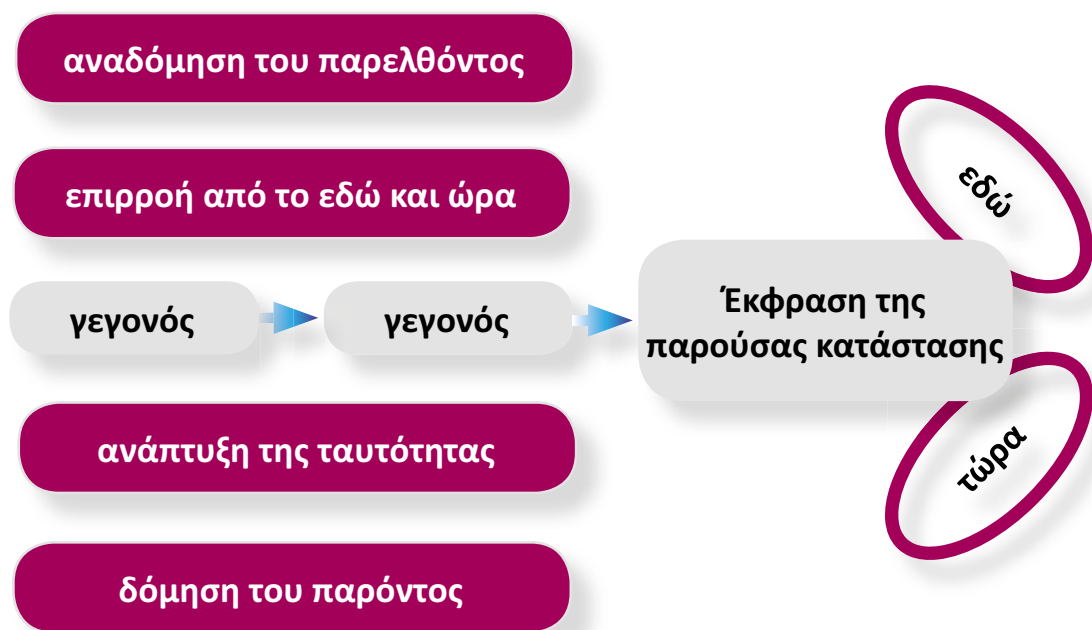 αναδόμηση του παρελθόντος
επιρροή από το εδώ και ώρα
γεγονός
γεγονός
Έκφραση της
παρούσας κατάστασης
εδώ
τώρα
ανάπτυξη της ταυτότητας
δόμηση του παρόντος